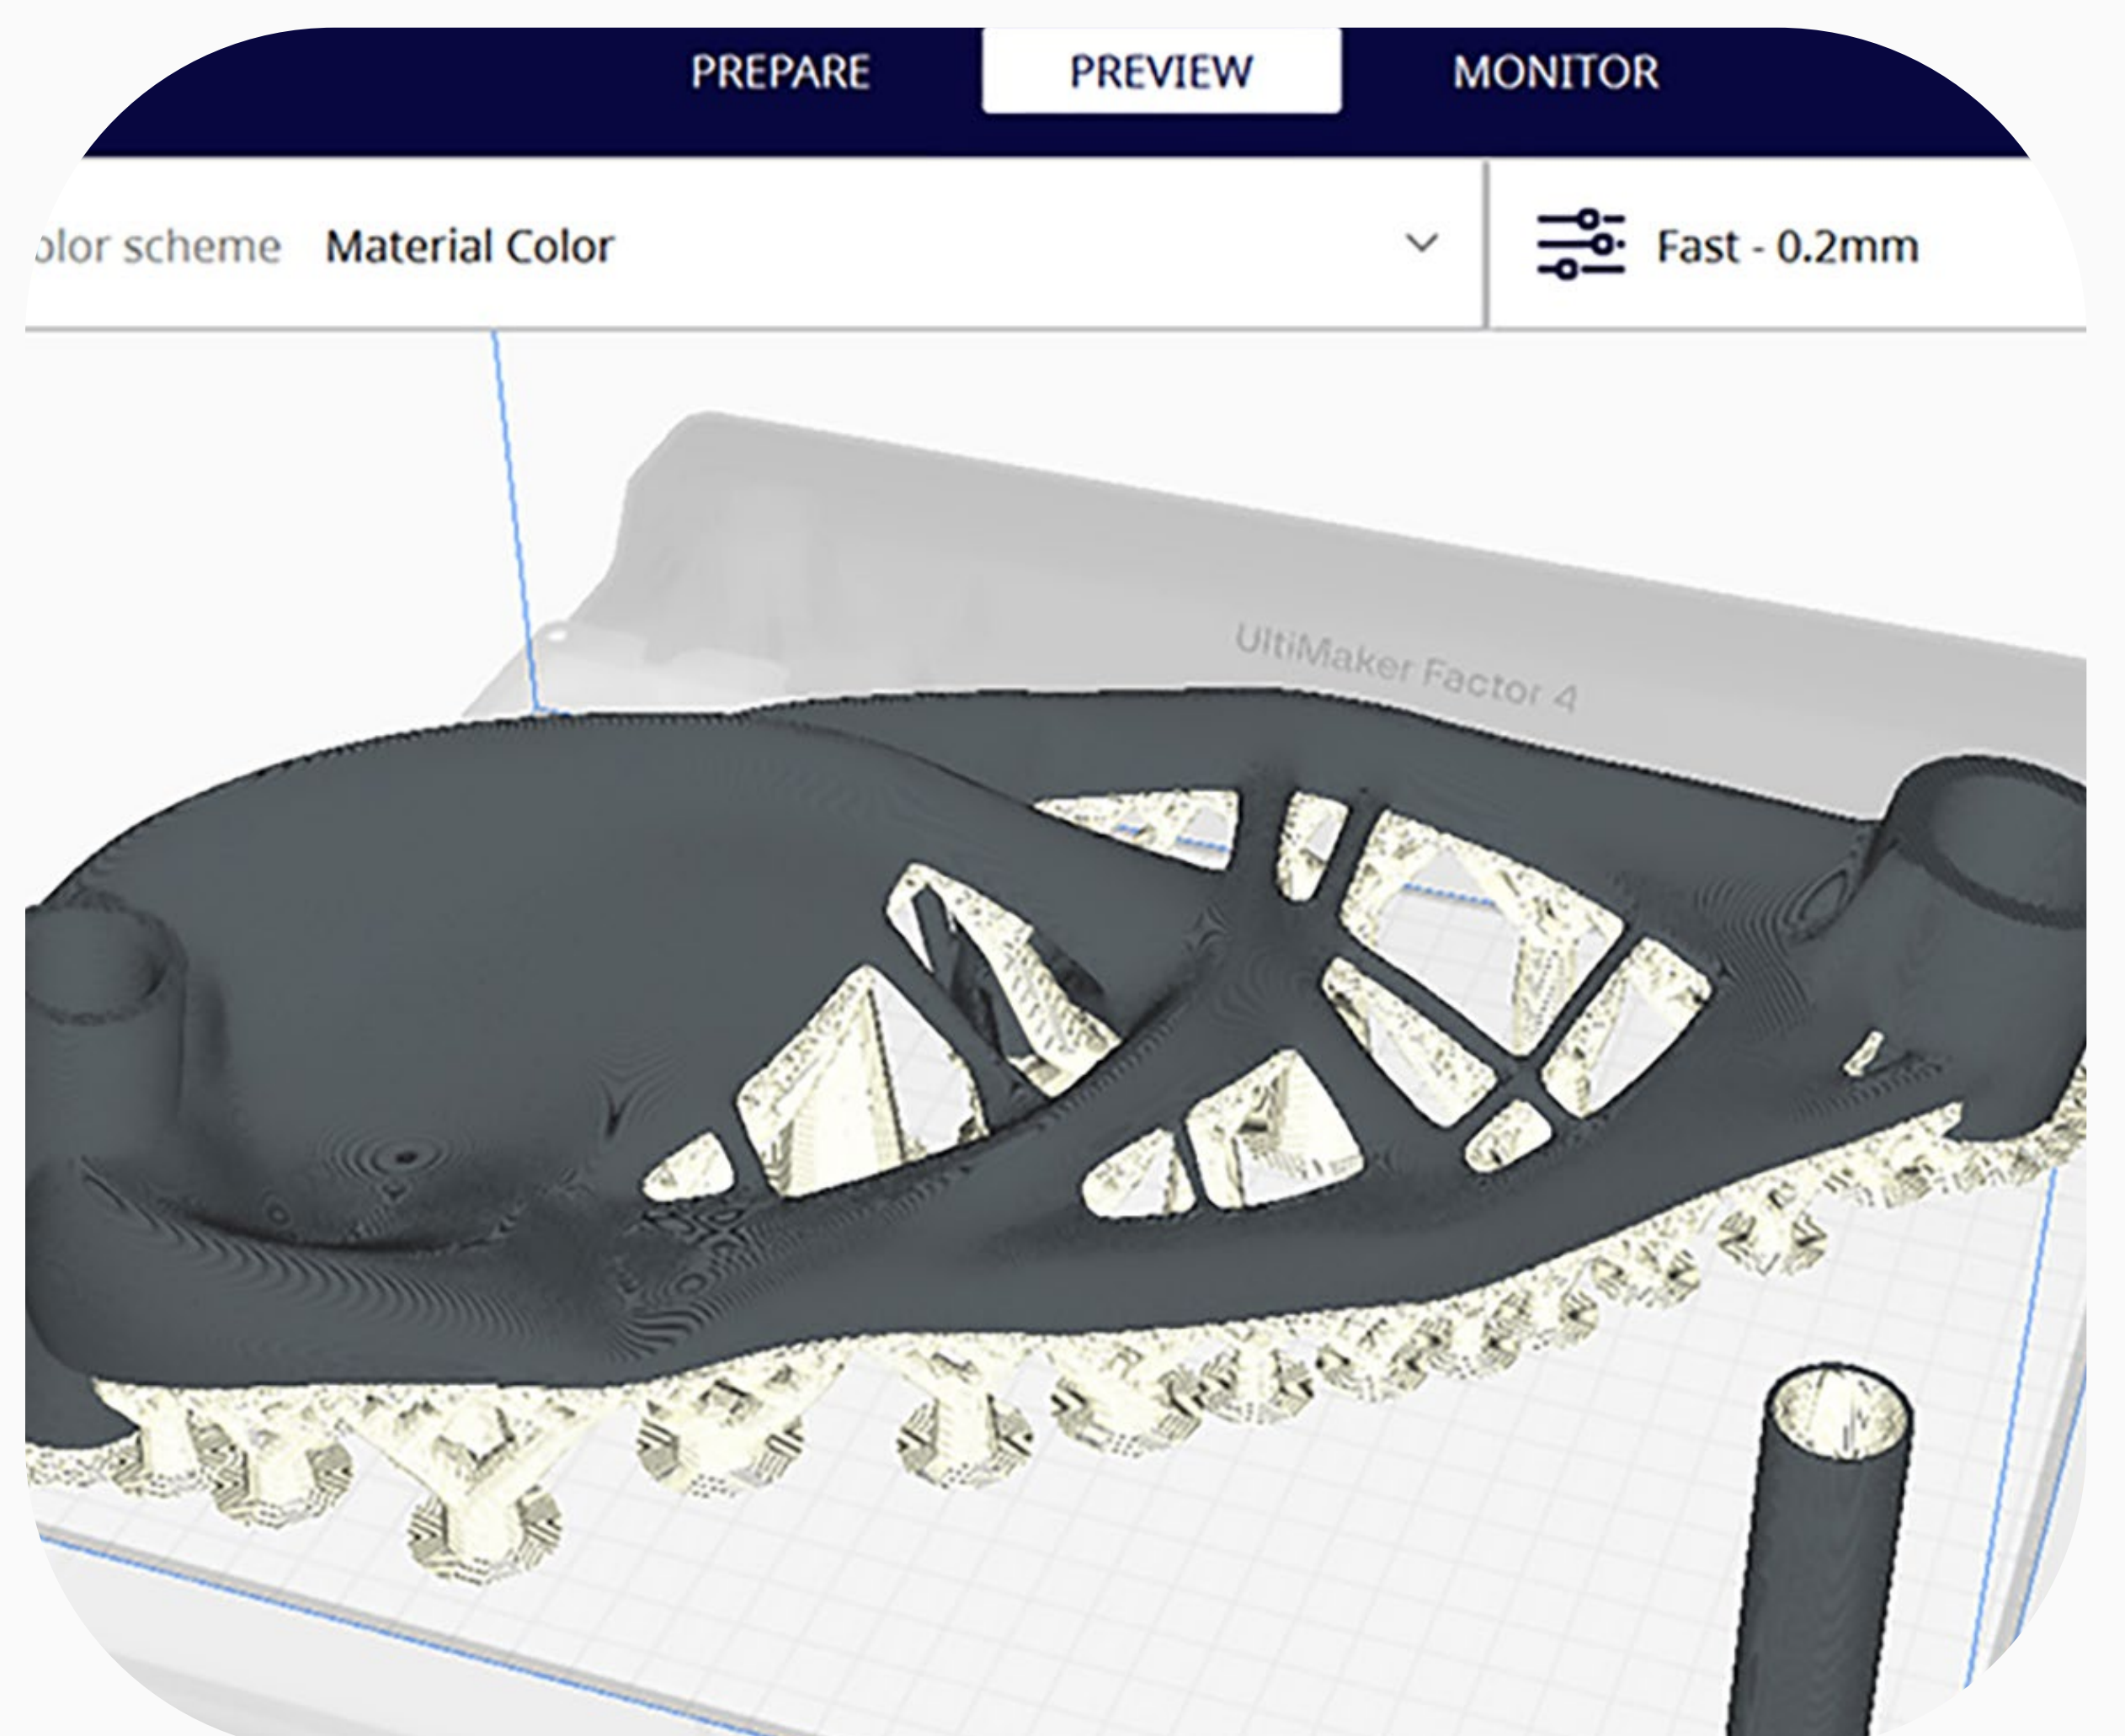 PREPARE PREVIEW MONITOR
olor scheme Material Color Fast - 0.2mm
UltiMaker Factor 4